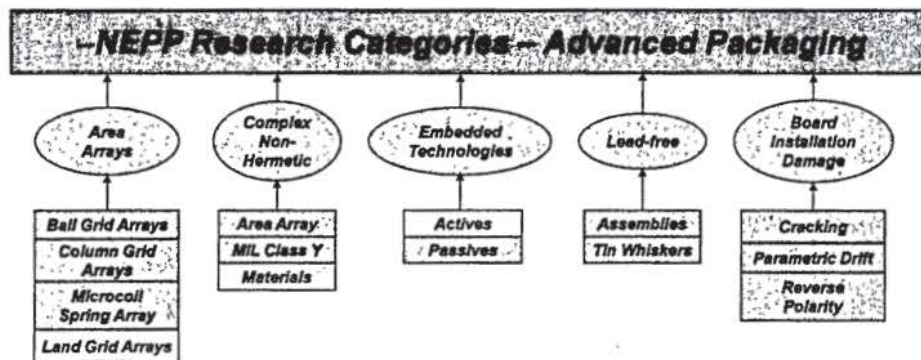 –NEPP Research Categories – Advanced Packaging
Area
Arrays
Complex
Non-
Hermetic
Embedded
Technologies
Lead-free
Board
Installation
Damage
Ball Grid Arrays
Column Grid
Arrays
Microcoil
Spring Array
Land Grid Arrays
Area Array
MIL Class Y
Materials
Actives
Passives
Assemblies
Tin Whiskers
Cracking
Parametric Drift
Reverse
Polarity